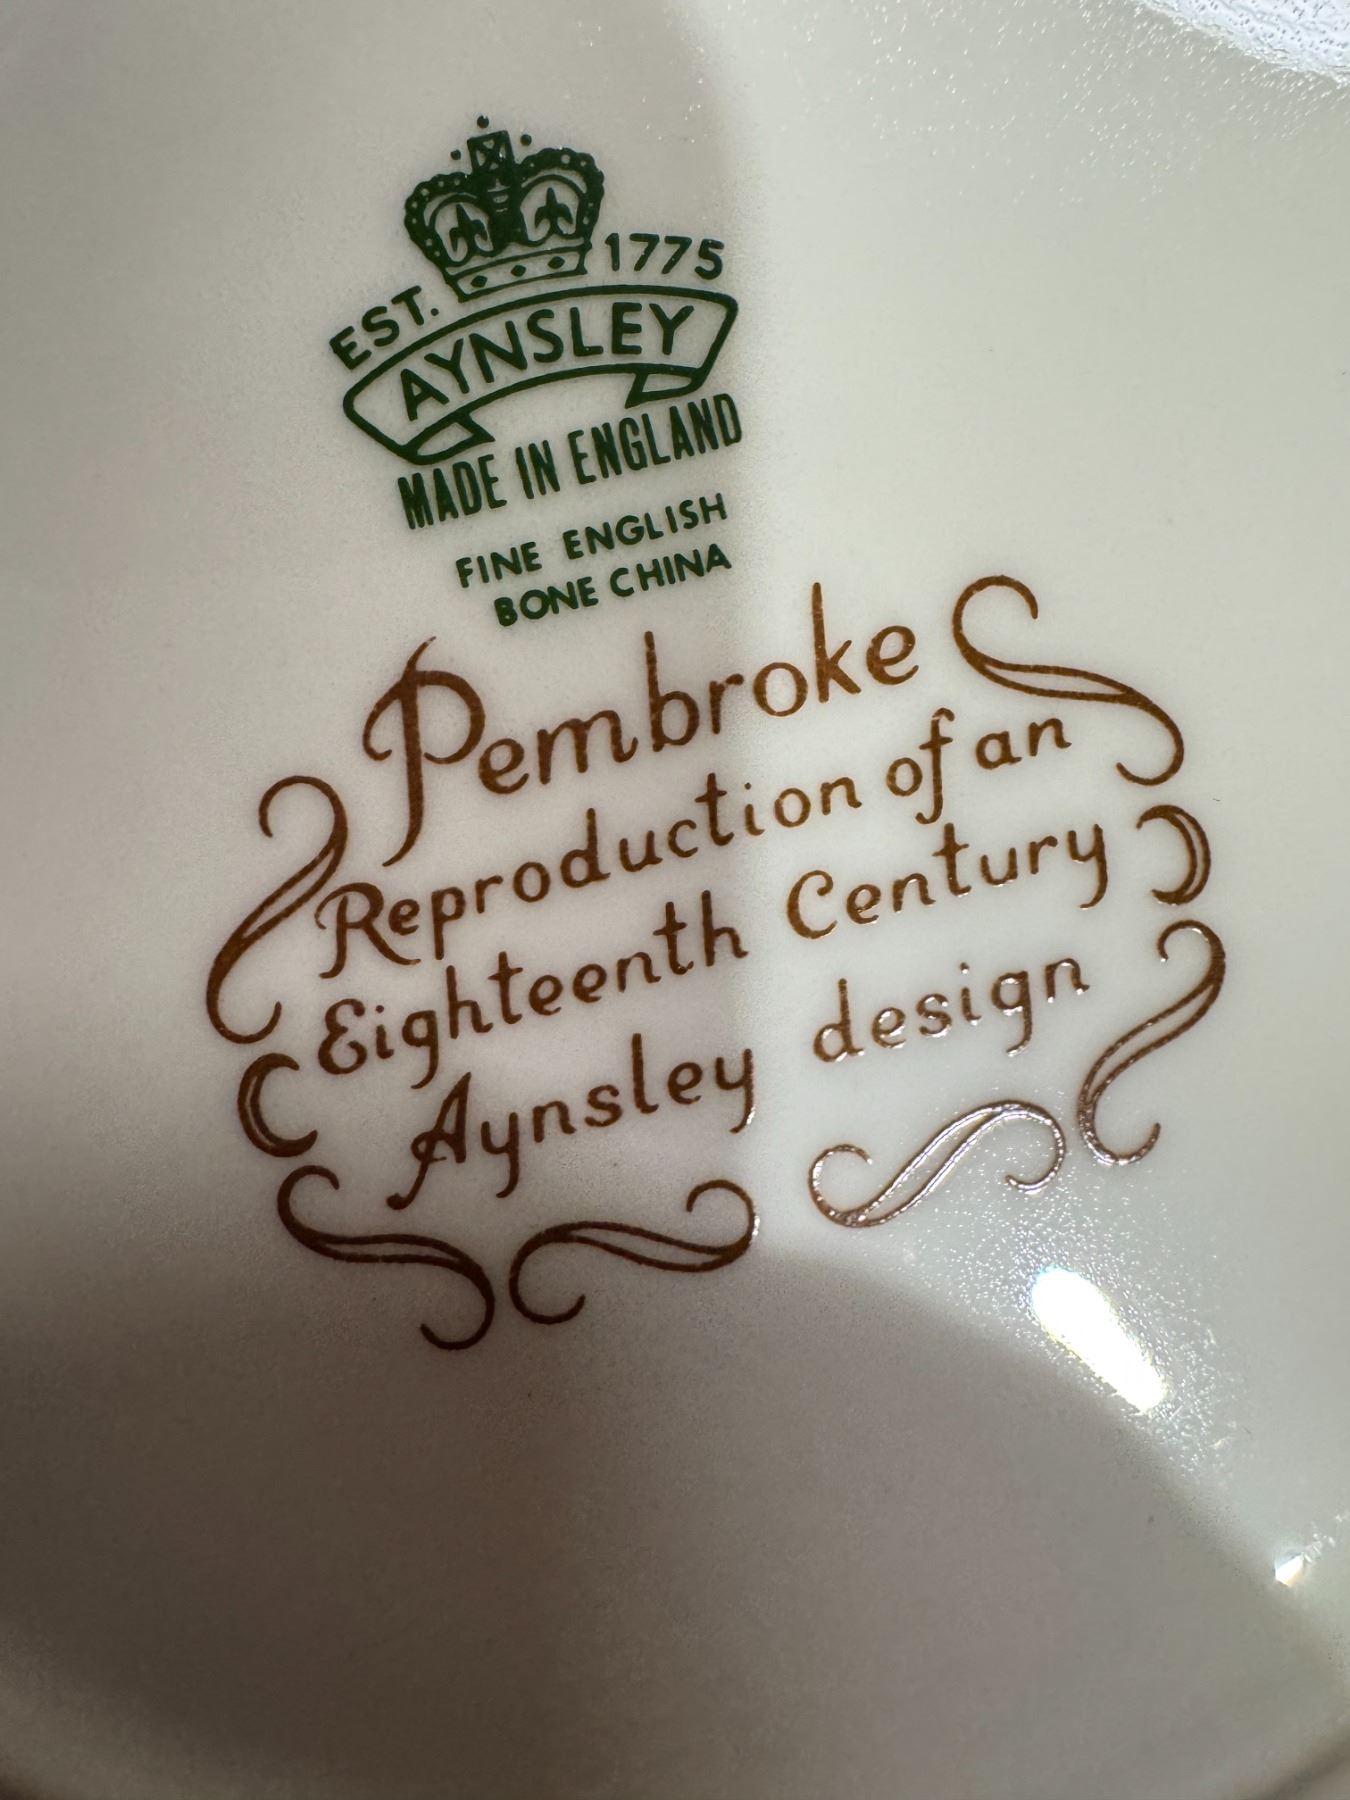 EST. 1775
AYNSLEY
MADE IN ENGLAND
FINE ENGLISH
BONE CHINA
Pembroke
Reproduction of an
Eighteenth Century
Aynsley design